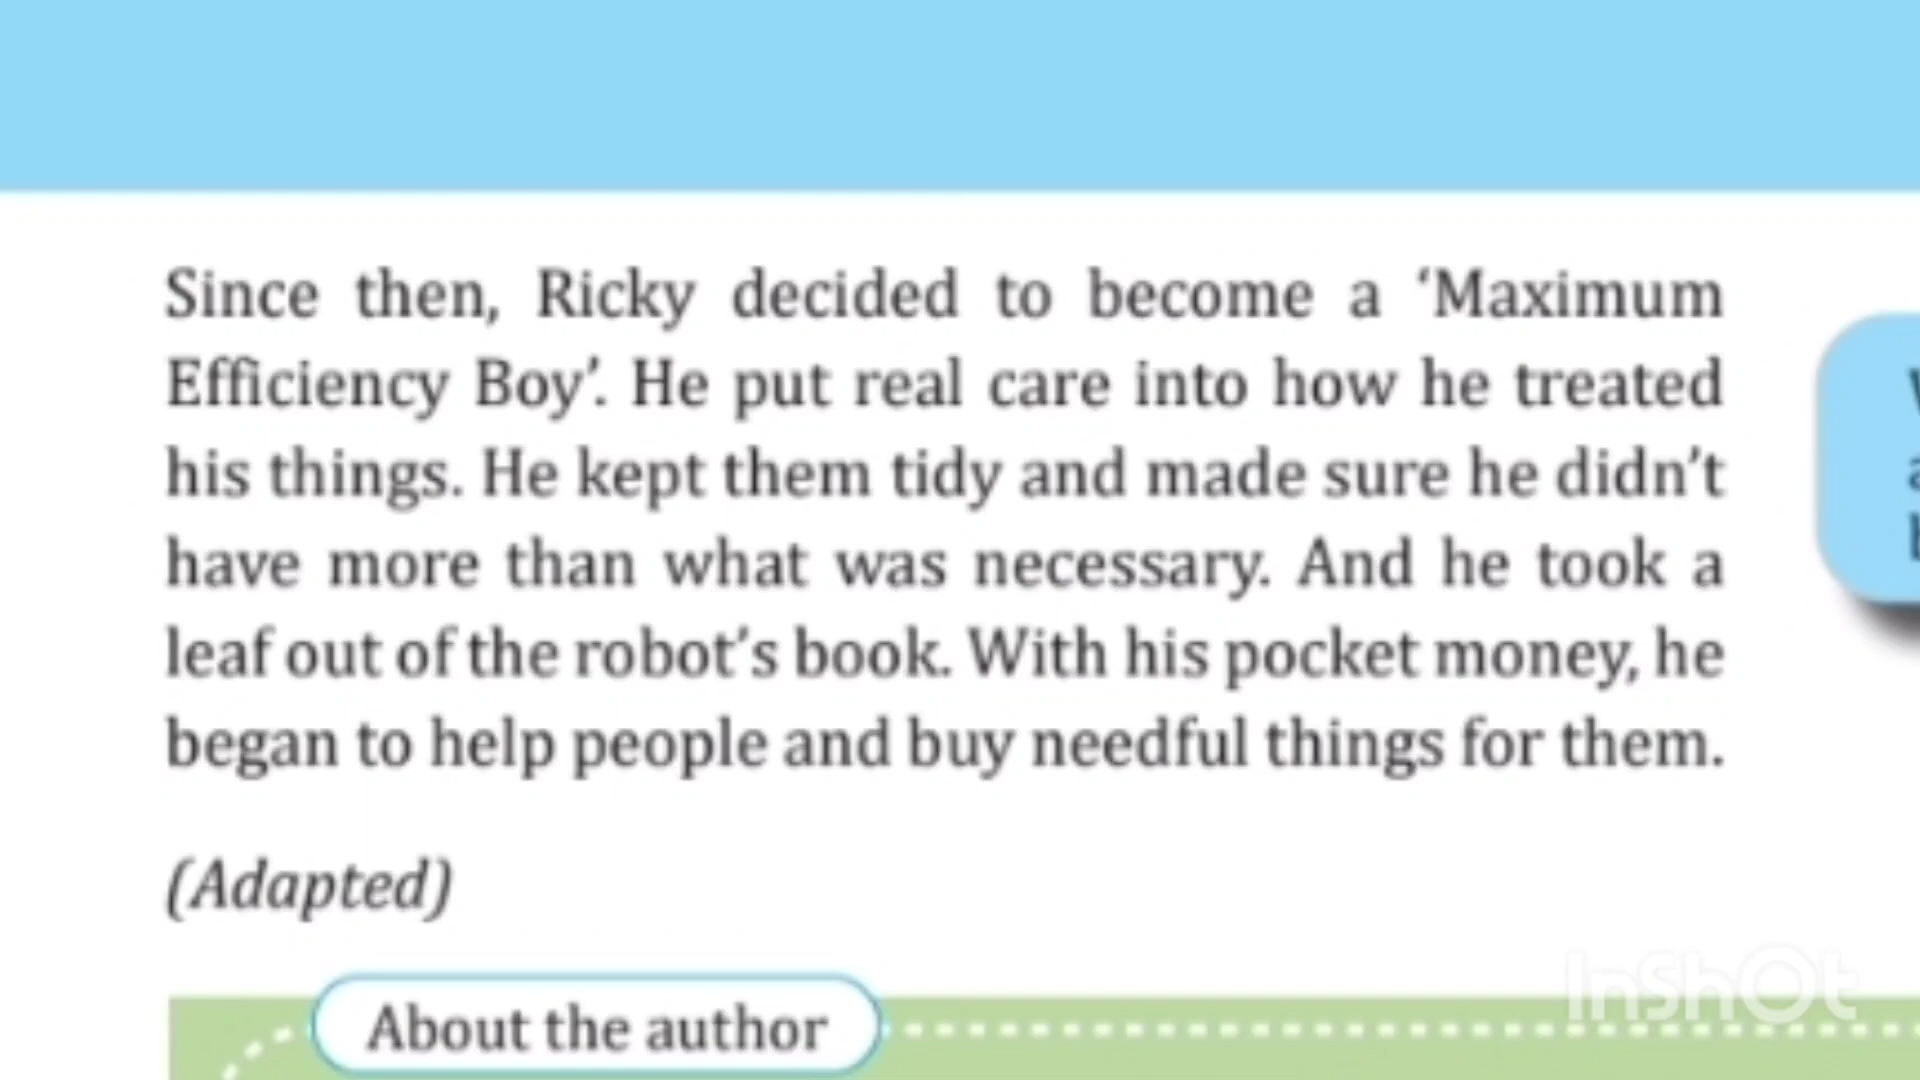 Since then, Ricky decided to become a ‘Maximum
Efficiency Boy’. He put real care into how he treated
his things. He kept them tidy and made sure he didn’t
have more than what was necessary. And he took a
leaf out of the robot’s book. With his pocket money, he
began to help people and buy needful things for them.
(Adapted)
About the author
InShOt